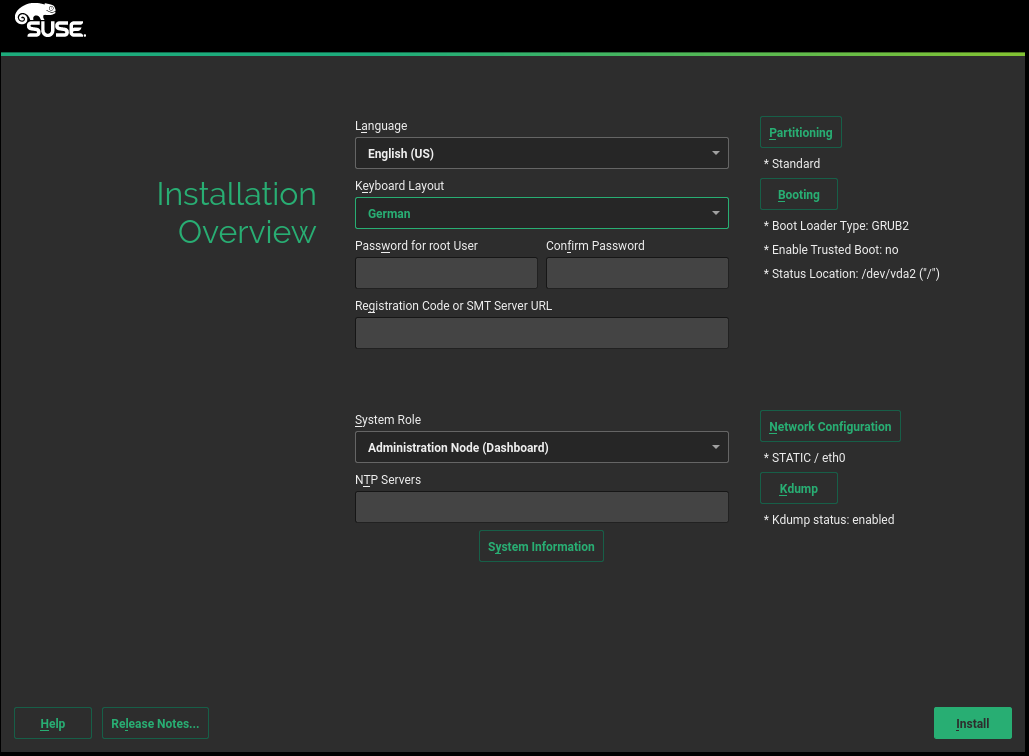 SUSE.
Installation
Overview
Language
English (US)
Keyboard Layout
German
Password for root User
Confirm Password
Registration Code or SMT Server URL
System Role
Administration Node (Dashboard)
NTP Servers
System Information
Partitioning
* Standard
Booting
* Boot Loader Type: GRUB2
* Enable Trusted Boot: no
* Status Location: /dev/vda2 ("/")
Network Configuration
* STATIC / eth0
Kdump
* Kdump status: enabled
Help
Release Notes...
Install